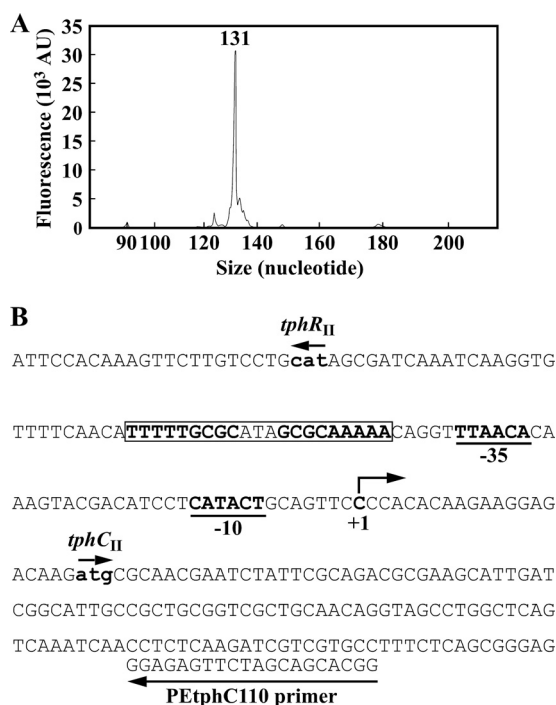 A
131
35
30
25
20
15
10
5
0
Fluorescence (10³ AU)
90 100 120 140 160 180 200
Size (nucleotide)
B
tphRII
ATTCCACAAAGTTCTTGTCCTGcatAGCGATCAAATCAAGGTG
TTTTCAACATTTTTGCGCATAGCGCAAAAACAGGTTTAACACA
-35
AAGTACGACATCCTCATACTGCAGTTCCCCACACAAGAAGGAG
-10
+1
tphCII
ACAAGatgCGCAACGAATCTATTCGCAGACGCGAAGCATTGAT
CGGCATTGCCGCTGCGGTCGCTGCAACAGGTAGCCTGGCTCAG
TCAAATCAACCTCTCAAGATCGTCGTGCCTTTCTCAGCGGGAG
GGAGAGTTCTAGCAGCACGG
PEtphC110 primer